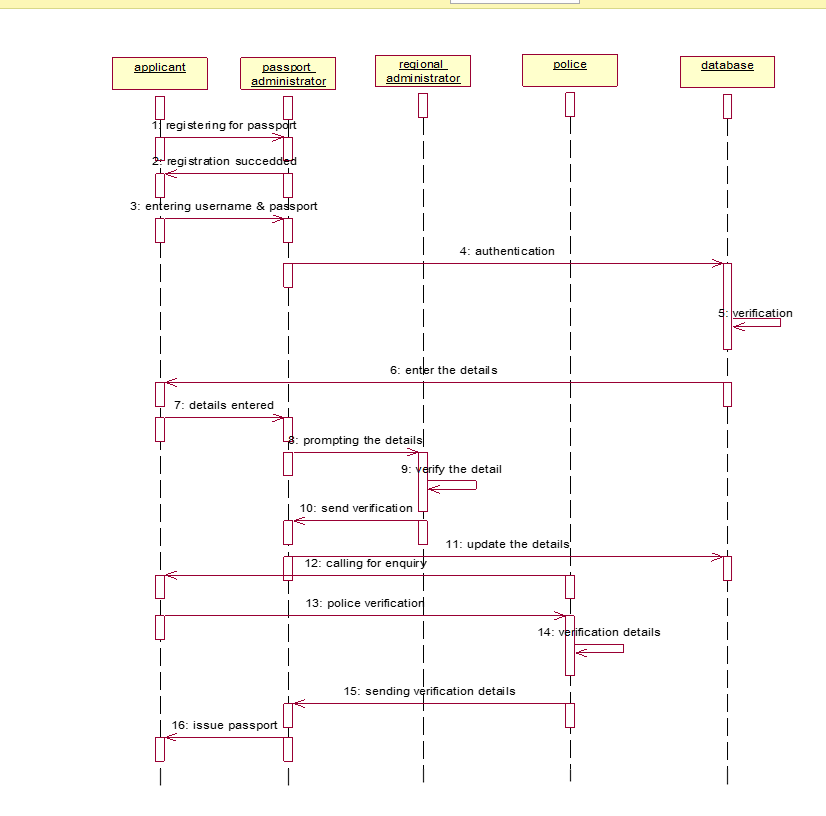 applicant
passport
administrator
regional
administrator
police
database
1: registering for passport
2: registration succedded
3: entering username & passport
4: authentication
5: verification
6: enter the details
7: details entered
8: prompting the details
9: verify the detail
10: send verification
11: update the details
12: calling for enquiry
13: police verification
14: verification details
15: sending verification details
16: issue passport